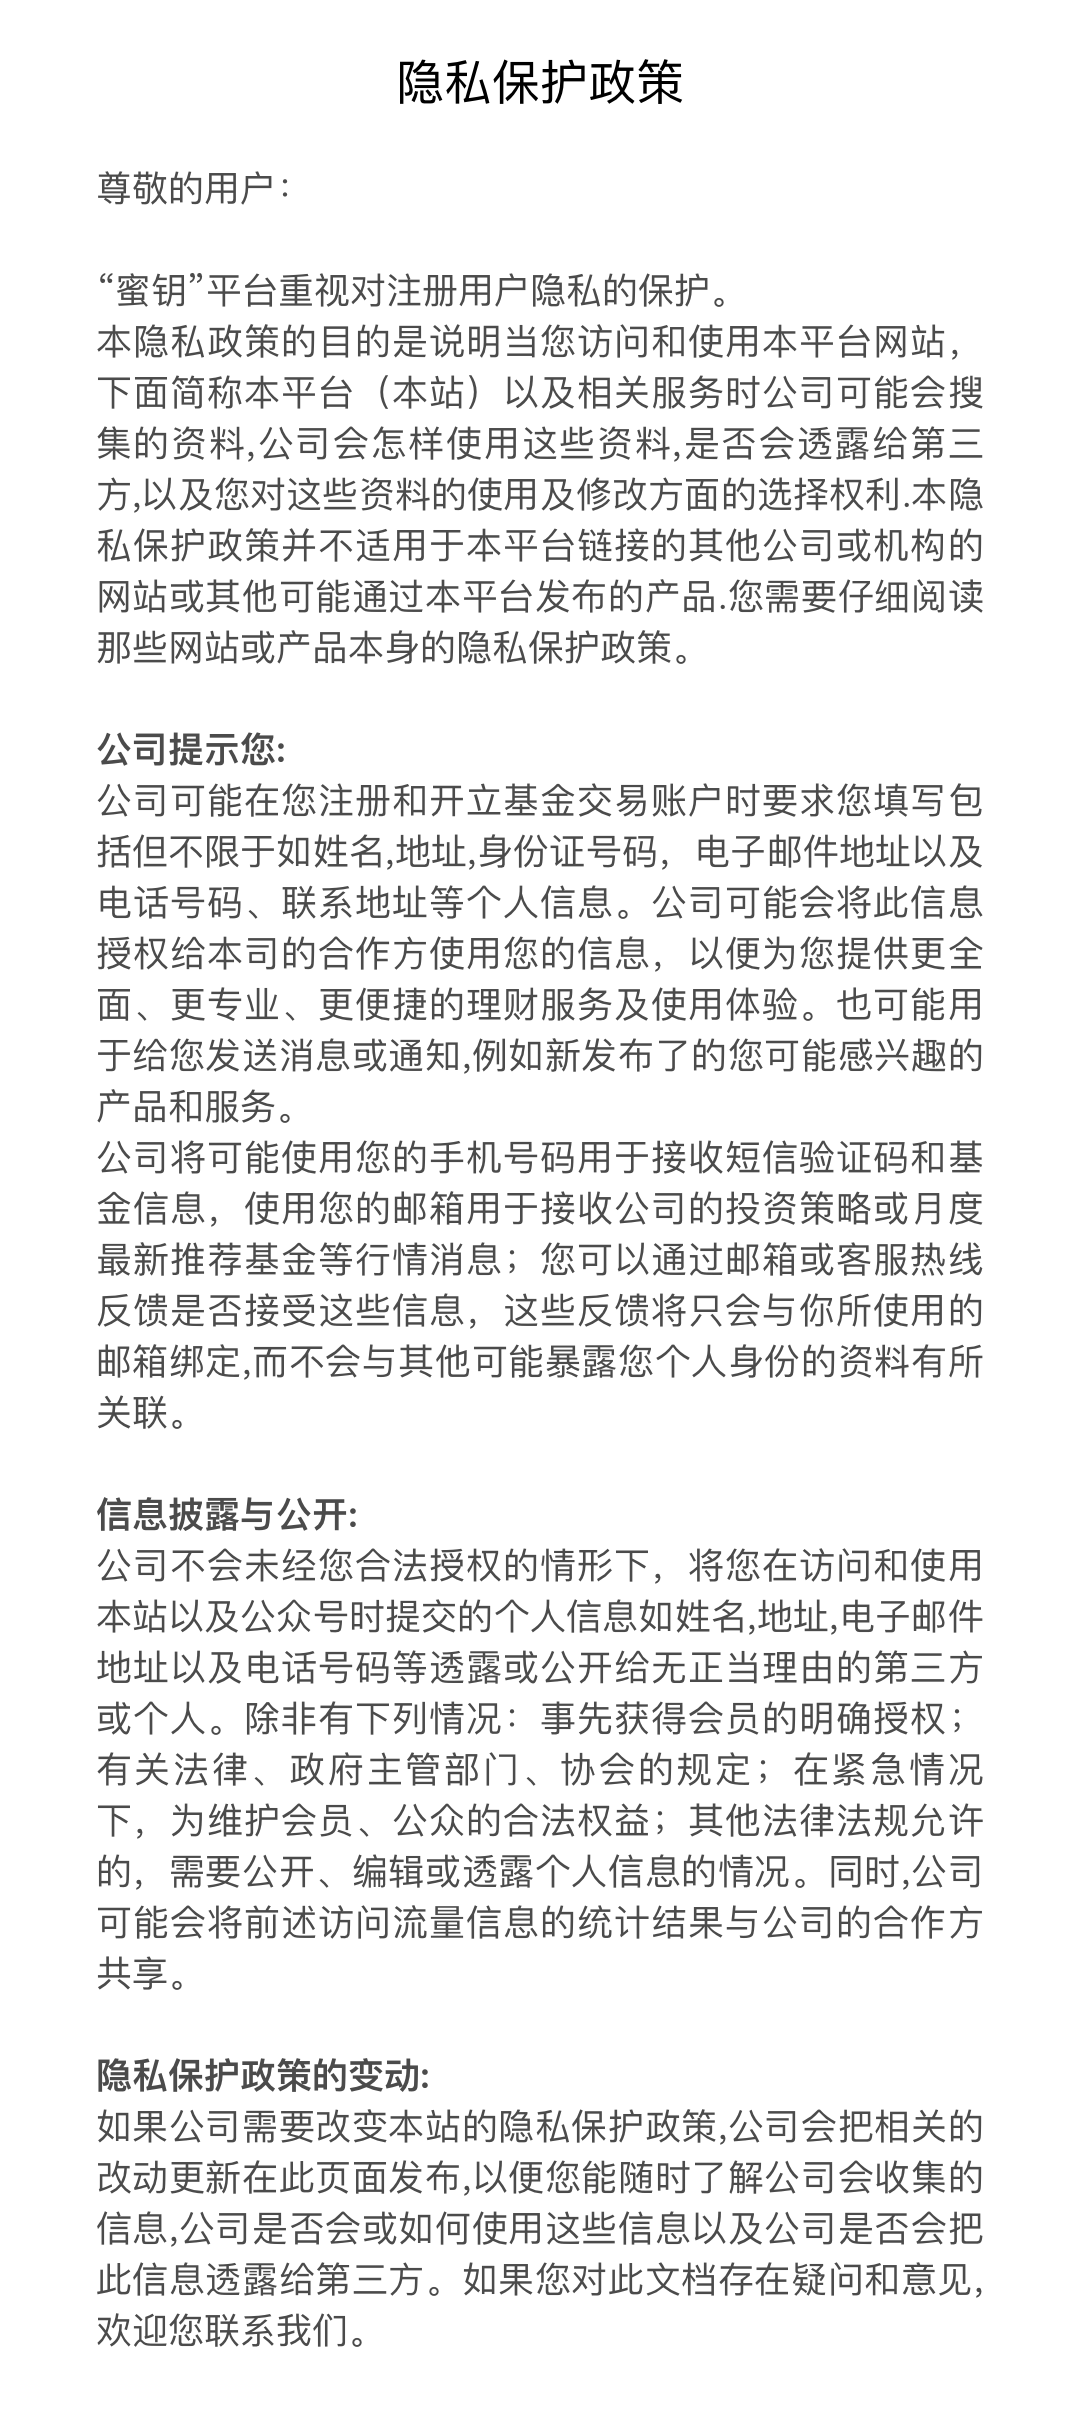 隐私保护政策
尊敬的用户：
“蜜钥”平台重视对注册用户隐私的保护。
本隐私政策的目的是说明当您访问和使用本平台网站，
下面简称本平台（本站）以及相关服务时公司可能会搜
集的资料,公司会怎样使用这些资料,是否会透露给第三
方,以及您对这些资料的使用及修改方面的选择权利.本隐
私保护政策并不适用于本平台链接的其他公司或机构的
网站或其他可能通过本平台发布的产品.您需要仔细阅读
那些网站或产品本身的隐私保护政策。
公司提示您:
公司可能在您注册和开立基金交易账户时要求您填写包
括但不限于如姓名,地址,身份证号码，电子邮件地址以及
电话号码、联系地址等个人信息。公司可能会将此信息
授权给本司的合作方使用您的信息，以便为您提供更全
面、更专业、更便捷的理财服务及使用体验。也可能用
于给您发送消息或通知,例如新发布了的您可能感兴趣的
产品和服务。
公司将可能使用您的手机号码用于接收短信验证码和基
金信息，使用您的邮箱用于接收公司的投资策略或月度
最新推荐基金等行情消息；您可以通过邮箱或客服热线
反馈是否接受这些信息，这些反馈将只会与你所使用的
邮箱绑定,而不会与其他可能暴露您个人身份的资料有所
关联。
信息披露与公开:
公司不会未经您合法授权的情形下，将您在访问和使用
本站以及公众号时提交的个人信息如姓名,地址,电子邮件
地址以及电话号码等透露或公开给无正当理由的第三方
或个人。除非有下列情况：事先获得会员的明确授权；
有关法律、政府主管部门、协会的规定；在紧急情况
下，为维护会员、公众的合法权益；其他法律法规允许
的，需要公开、编辑或透露个人信息的情况。同时,公司
可能会将前述访问流量信息的统计结果与公司的合作方
共享。
隐私保护政策的变动:
如果公司需要改变本站的隐私保护政策,公司会把相关的
改动更新在此页面发布,以便您能随时了解公司会收集的
信息,公司是否会或如何使用这些信息以及公司是否会把
此信息透露给第三方。如果您对此文档存在疑问和意见,
欢迎您联系我们。